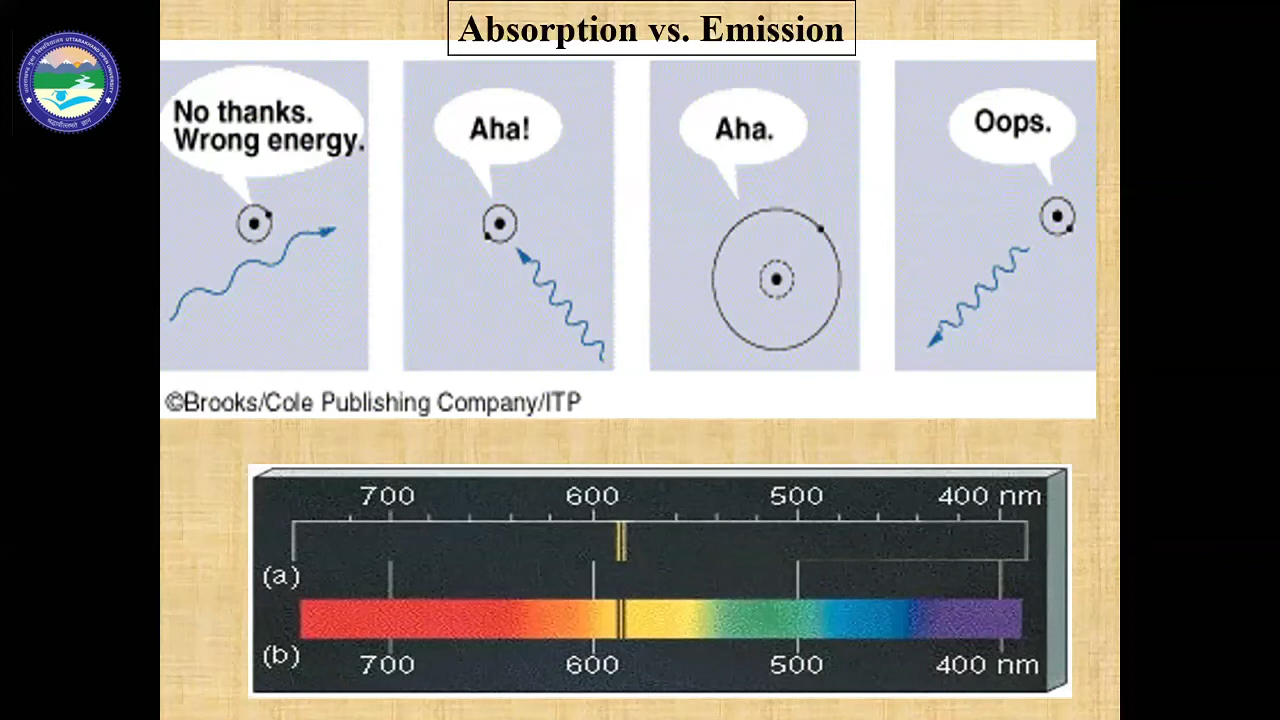 Absorption vs. Emission
No thanks.
Wrong energy.
Aha!
Aha.
Oops.
©Brooks/Cole Publishing Company/ITP
700 600 500 400 nm
(a)
(b)
700 600 500 400 nm